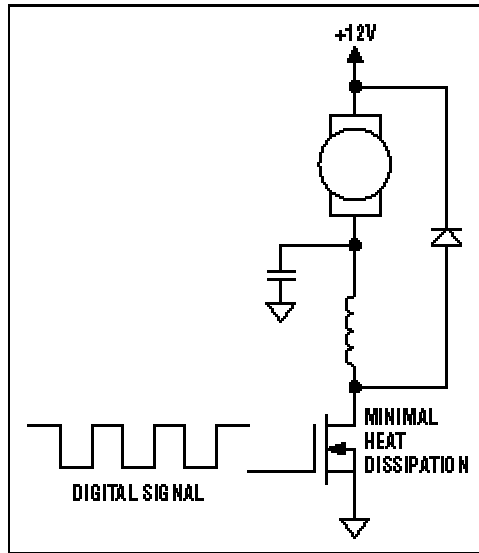 +12V
MINIMAL
HEAT
DISSIPATION
DIGITAL SIGNAL